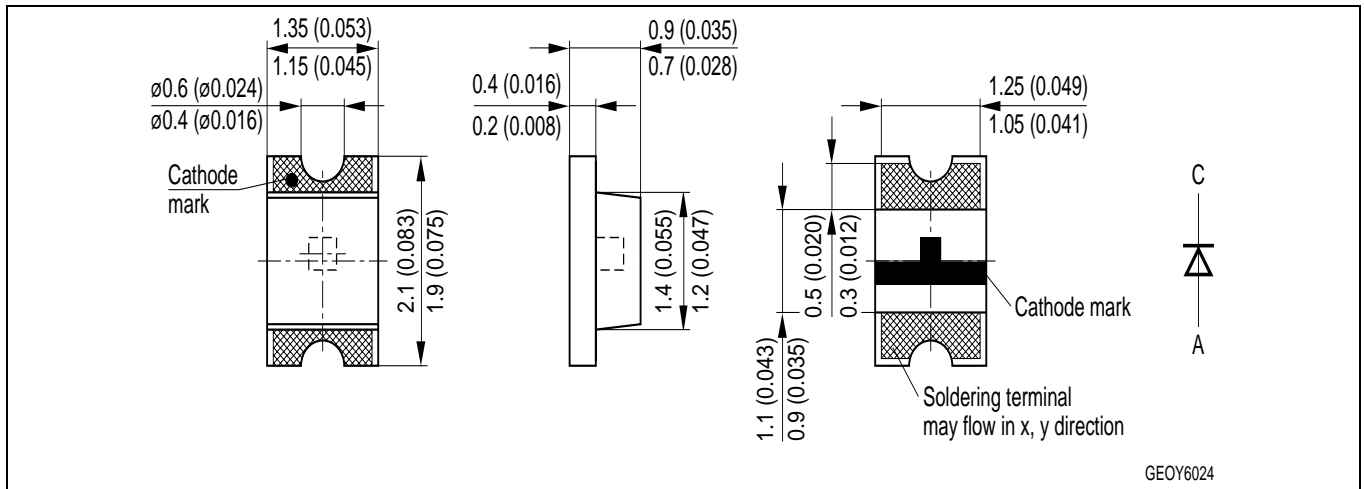 1.35 (0.053)
1.15 (0.045)
ø0.6 (ø0.024)
ø0.4 (ø0.016)
Cathode
mark
2.1 (0.083)
1.9 (0.075)
0.9 (0.035)
0.7 (0.028)
0.4 (0.016)
0.2 (0.008)
1.4 (0.055)
1.2 (0.047)
1.25 (0.049)
1.05 (0.041)
0.5 (0.020)
0.3 (0.012)
1.1 (0.043)
0.9 (0.035)
Cathode mark
Soldering terminal
may flow in x, y direction
C
A
GEOY6024